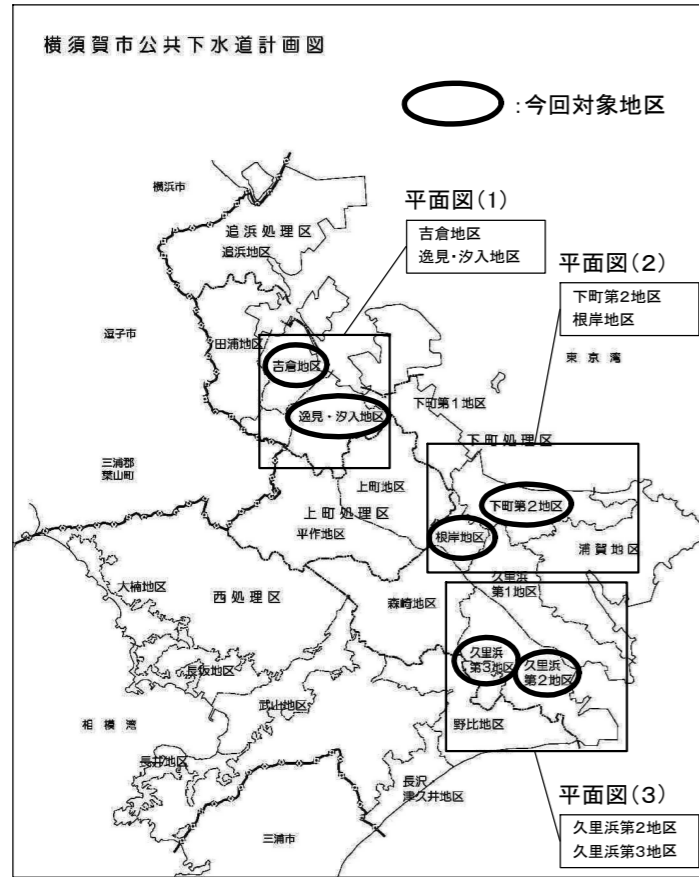 横須賀市公共下水道計画図
：今回対象地区
横浜市
平面図(1)
吉倉地区
逸見・汐入地区
追浜処理区
追浜地区
平面図(2)
下町第2地区
根岸地区
逗子市
田浦地区
吉倉地区
東京湾
逸見・汐入地区
下町第1地区
下町処理区
三浦郡
葉山町
上町地区
上町処理区
平作地区
下町第2地区
根岸地区
浦賀地区
大楠地区
西処理区
森崎地区
久里浜
第1地区
久里浜
第3地区
久里浜
第2地区
長坂地区
武山地区
相模湾
野比地区
長井地区
長沢
津久井地区
三浦市
平面図(3)
久里浜第2地区
久里浜第3地区